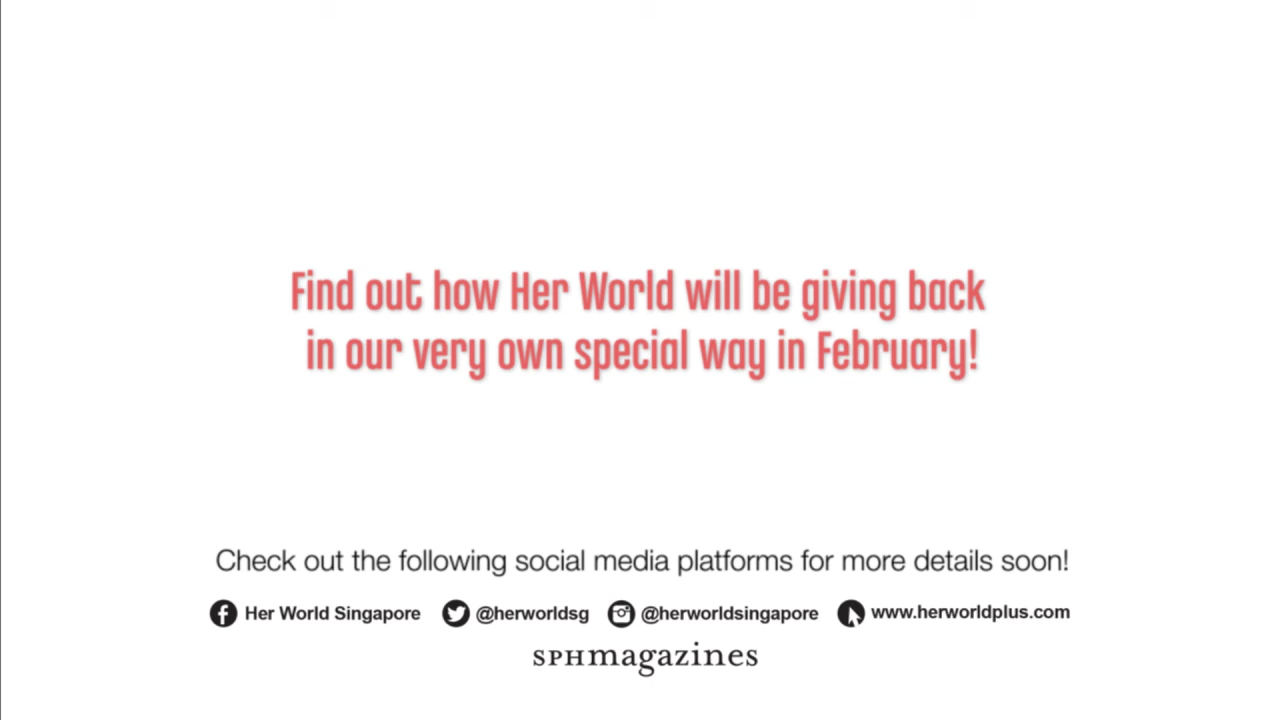 Find out how Her World will be giving back
in our very own special way in February!
Check out the following social media platforms for more details soon!
Her World Singapore @herworldsg @herworldsingapore www.herworldplus.com
SPHmagazines